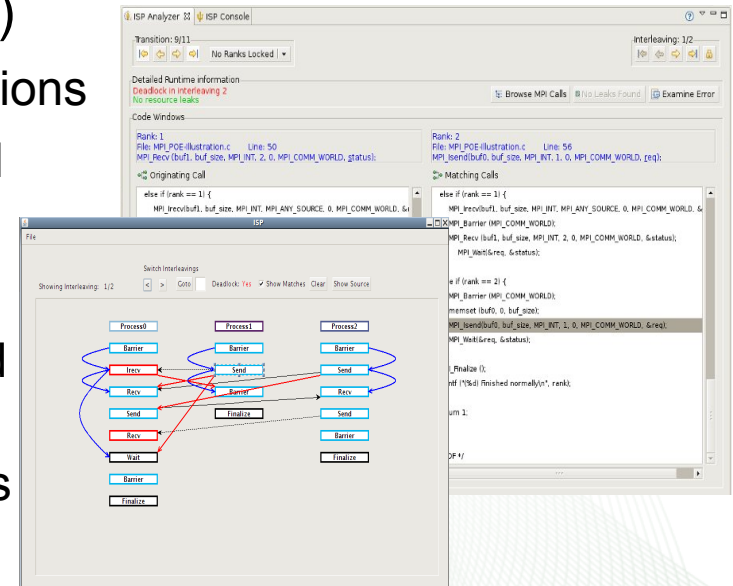 )
ions
d
s
ISP Analyzer ISP Console
Transition: 9/11
No Ranks Locked
Interleaving: 1/2
Detailed Runtime information
Deadlock in Interleaving 2
No resource leaks
Browse MPI Calls No Leaks Found Examine Error
Code Windows
Rank: 1
File: MPI_POE-Illustration.c Line: 50
MPI_Recv (buf1, buf_size, MPI_INT, 2, 0, MPI_COMM_WORLD, status);
Rank: 2
File: MPI_POE-Illustration.c Line: 56
MPI_Isend(buf0, buf_size, MPI_INT, 1, 0, MPI_COMM_WORLD, req);
Originating Call
else if (rank == 1) {
MPI_Irecv(buf1, buf_size, MPI_INT, MPI_ANY_SOURCE, 0, MPI_COMM_WORLD, &r
Matching Calls
else if (rank == 1) {
MPI_Irecv(buf1, buf_size, MPI_INT, MPI_ANY_SOURCE, 0, MPI_COMM_WORLD, &
MPI_Barrier (MPI_COMM_WORLD);
MPI_Recv (buf1, buf_size, MPI_INT, 2, 0, MPI_COMM_WORLD, &status);
MPI_Wait(&req, &status);
e if (rank == 2) {
MPI_Barrier (MPI_COMM_WORLD);
memset (buf0, 0, buf_size);
MPI_Isend(buf0, buf_size, MPI_INT, 1, 0, MPI_COMM_WORLD, &req);
MPI_Wait(&req, &status);
I_Finalize ();
ntf ("(%d) Finished normally\n", rank);
urn 1;
OF */
ISP
File
Switch Interleavings
Showing Interleaving: 1/2 < > Goto Deadlock: Yes Show Matches Clear Show Source
Process0 Process1 Process2
Barrier Barrier Barrier
Irecv Send Send
Recv Barrier Recv
Send Finalize Send
Recv Barrier
Wait Finalize
Barrier
Finalize